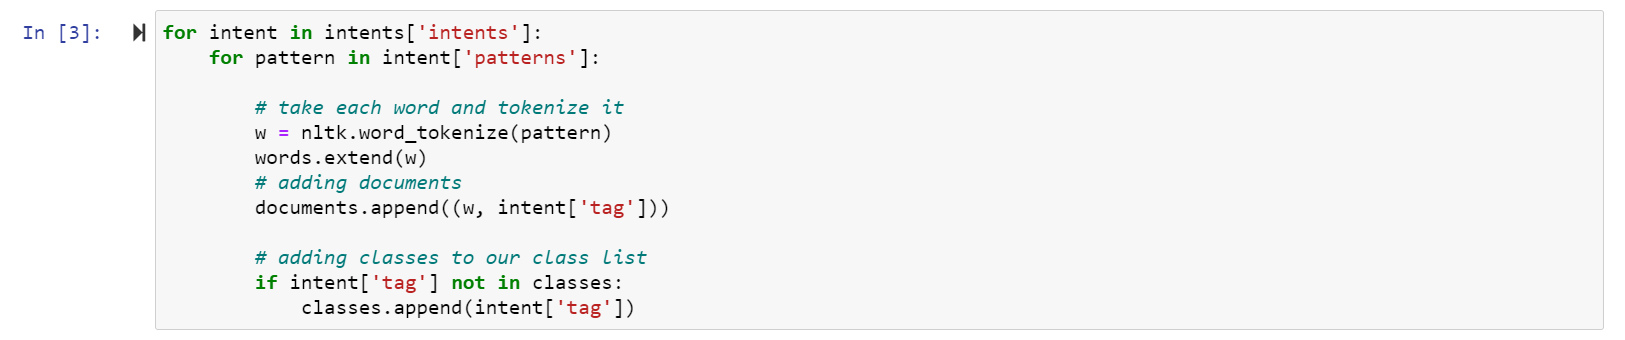 In [3]: for intent in intents['intents']:
    for pattern in intent['patterns']:
        # take each word and tokenize it
        w = nltk.word_tokenize(pattern)
        words.extend(w)
        # adding documents
        documents.append((w, intent['tag']))
        # adding classes to our class list
        if intent['tag'] not in classes:
            classes.append(intent['tag'])